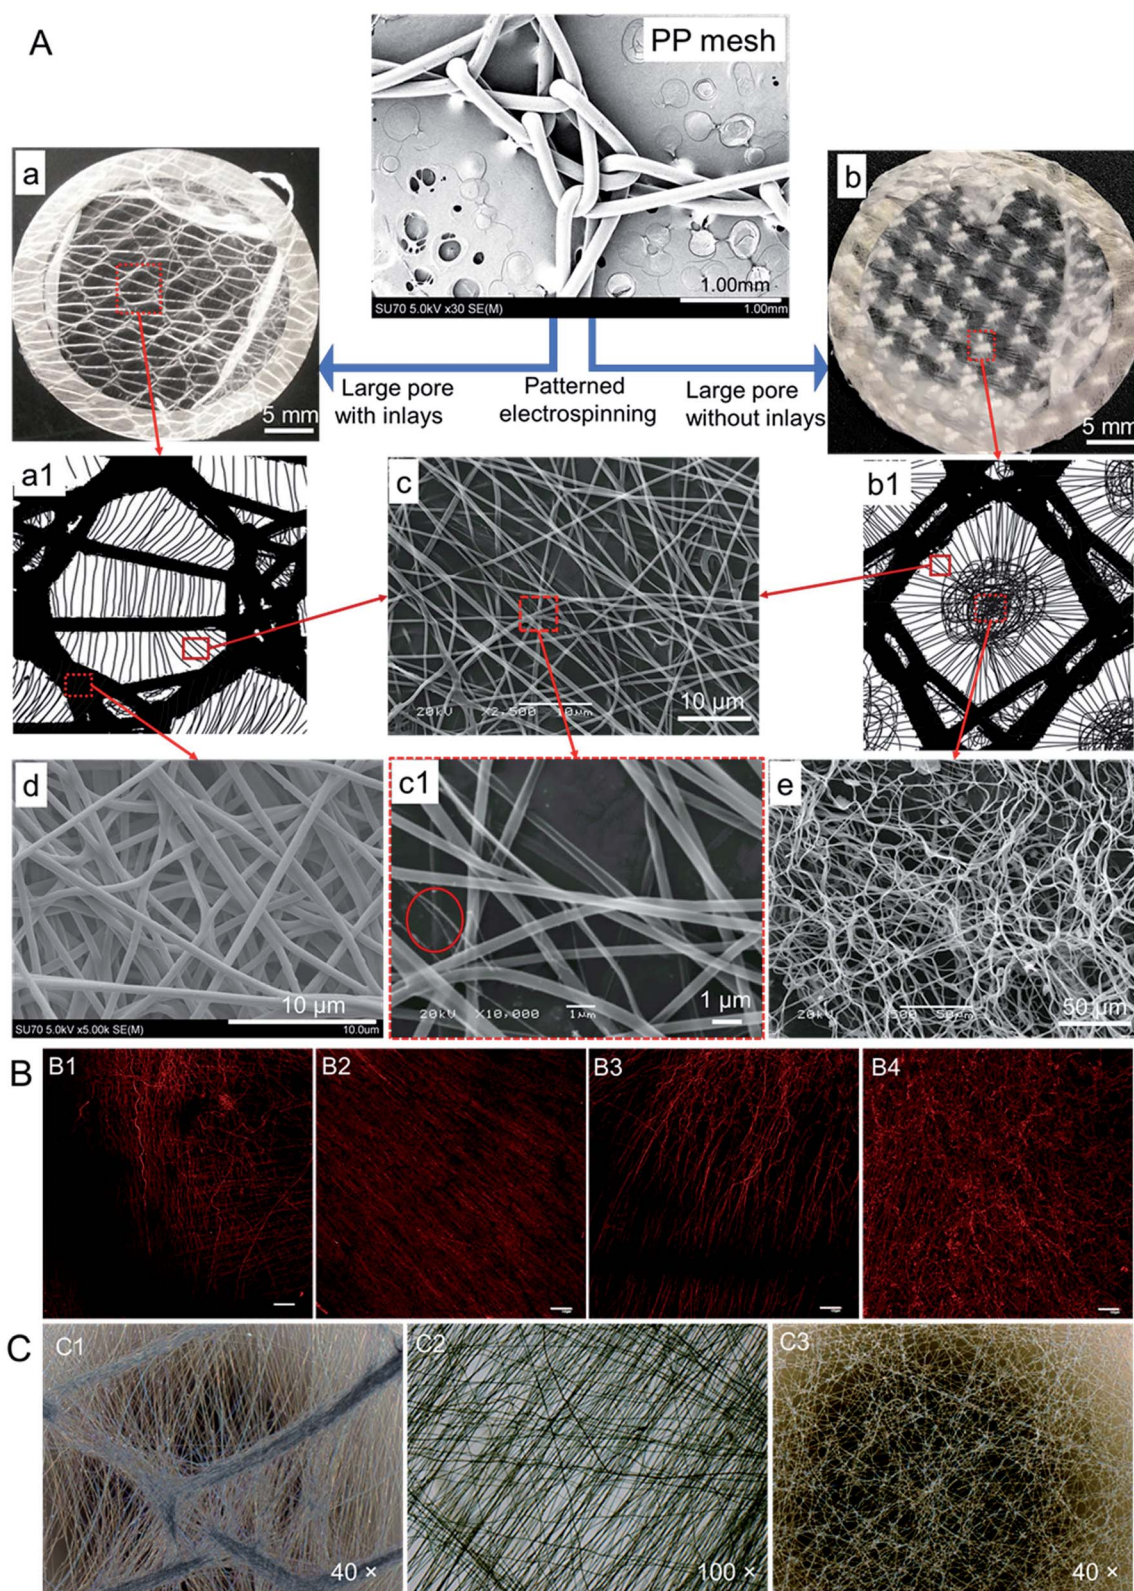 A
PP mesh
1.00mm
SU70 5.0kV x30 SE(M)
1.00mm
a
5 mm
b
5 mm
Large pore
with inlays
Patterned
electrospinning
Large pore
without inlays
a1
c
20kV X2,500 10μm
10 μm
b1
d
10 μm
SU70 5.0kV x5.00k SE(M)
10.0um
c1
20kV X10,000 1μm
1 μm
e
20kV X500 50μm
50 μm
B
B1
B2
B3
B4
C
C1
40 ×
C2
100 ×
C3
40 ×